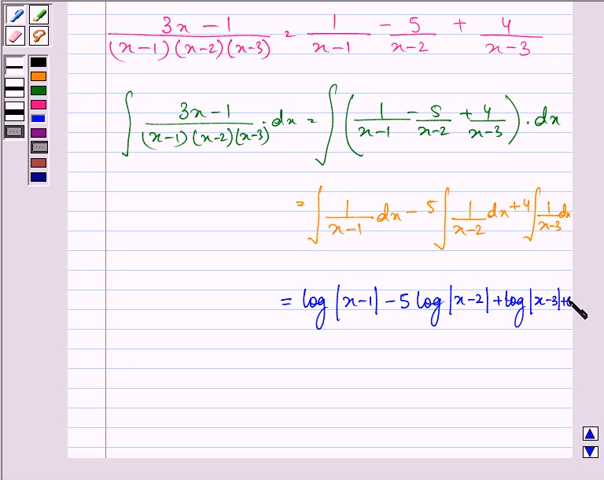 (3x-1)/((x-1)(x-2)(x-3)) = 1/(x-1) - 5/(x-2) + 4/(x-3)
∫ (3x-1)/((x-1)(x-2)(x-3)) · dx = ∫ (1/(x-1) - 5/(x-2) + 4/(x-3)) · dx
= ∫ 1/(x-1) dx - 5 ∫ 1/(x-2) dx + 4 ∫ 1/(x-3) dx
= log|x-1| - 5 log|x-2| + log|x-3| +